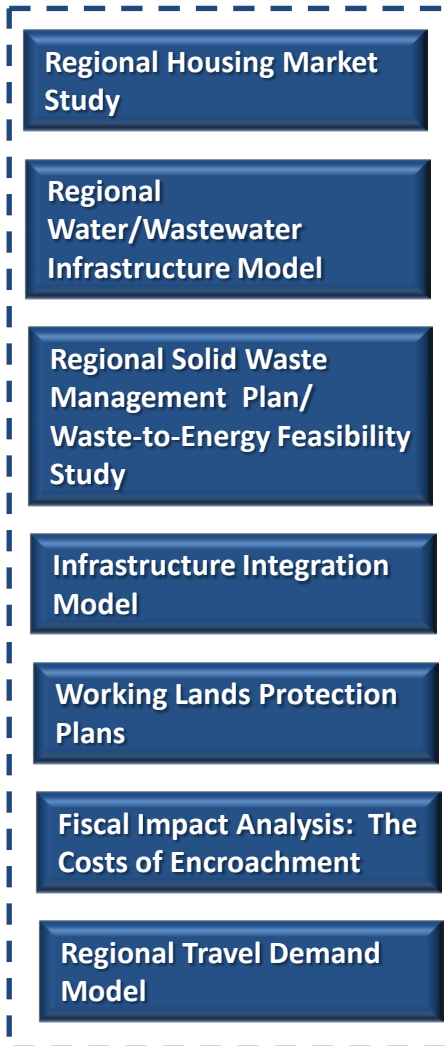 Regional Housing Market
Study
Regional
Water/Wastewater
Infrastructure Model
Regional Solid Waste
Management Plan/
Waste-to-Energy Feasibility
Study
Infrastructure Integration
Model
Working Lands Protection
Plans
Fiscal Impact Analysis: The
Costs of Encroachment
Regional Travel Demand
Model